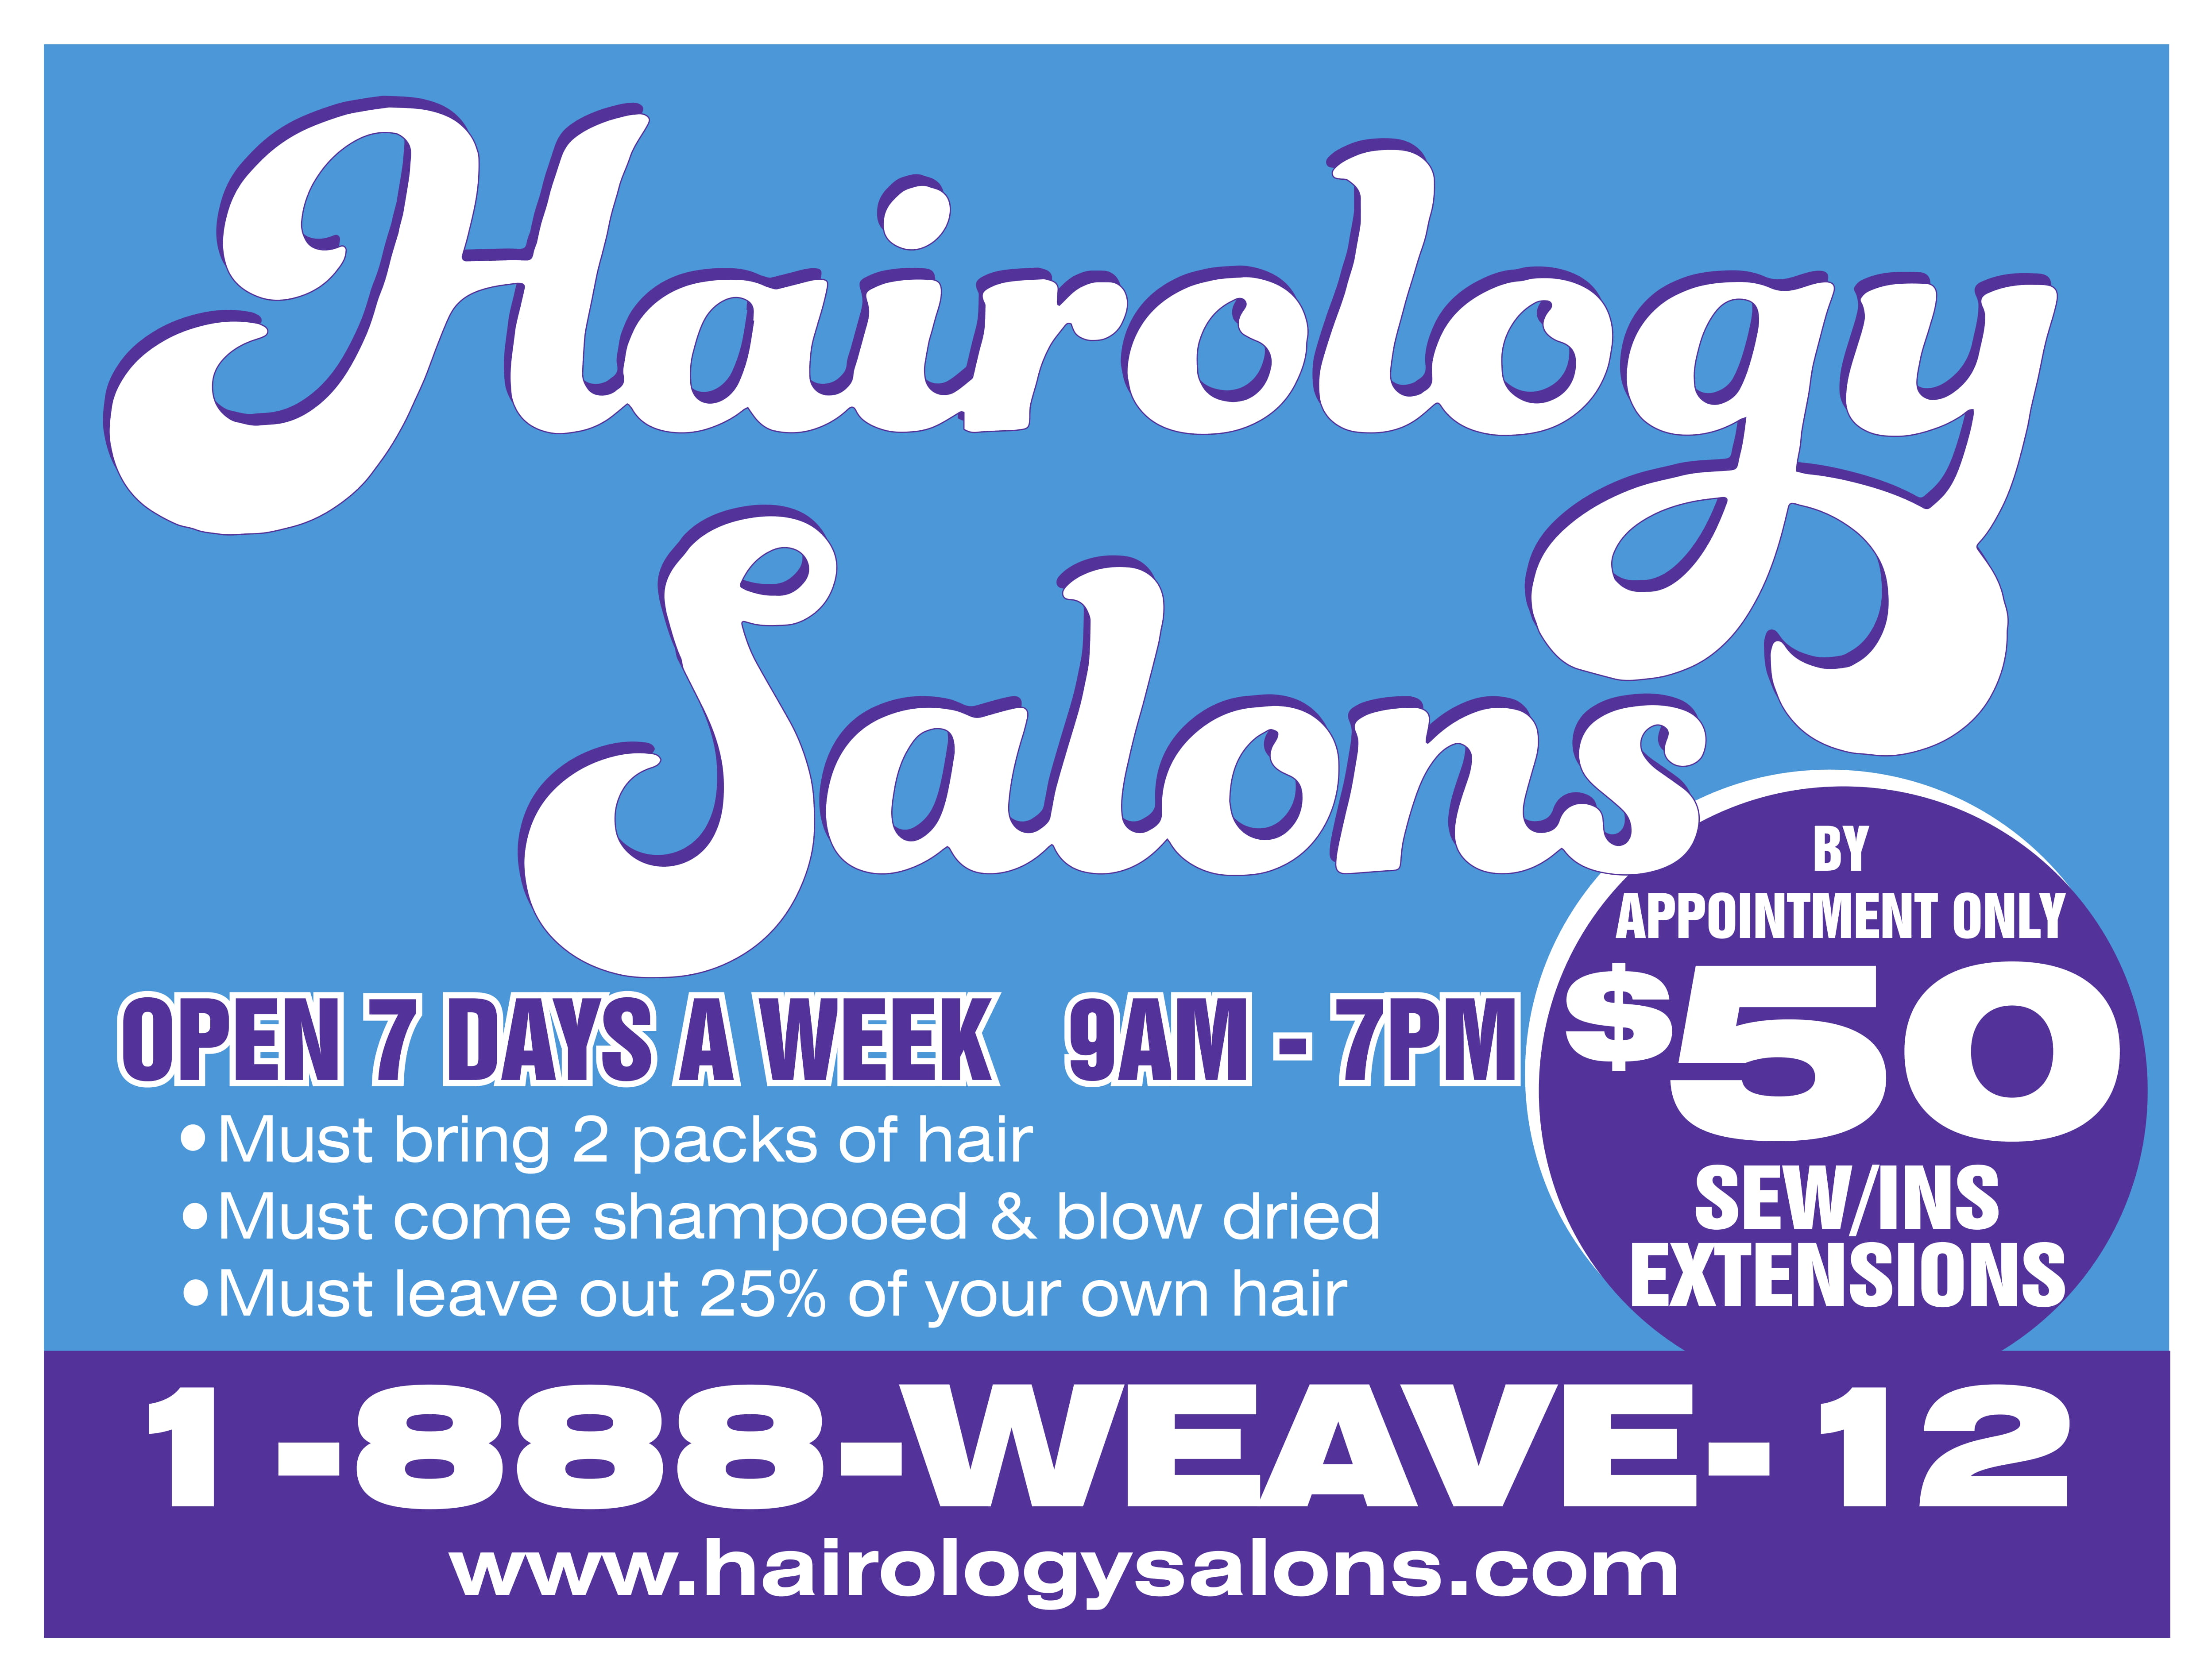 Hairology
Salons
BY
APPOINTMENT ONLY
$50
SEW/INS
EXTENSIONS
OPEN 7 DAYS A WEEK 9AM - 7PM
•Must bring 2 packs of hair
•Must come shampooed & blow dried
•Must leave out 25% of your own hair
1-888-WEAVE-12
www.hairologysalons.com